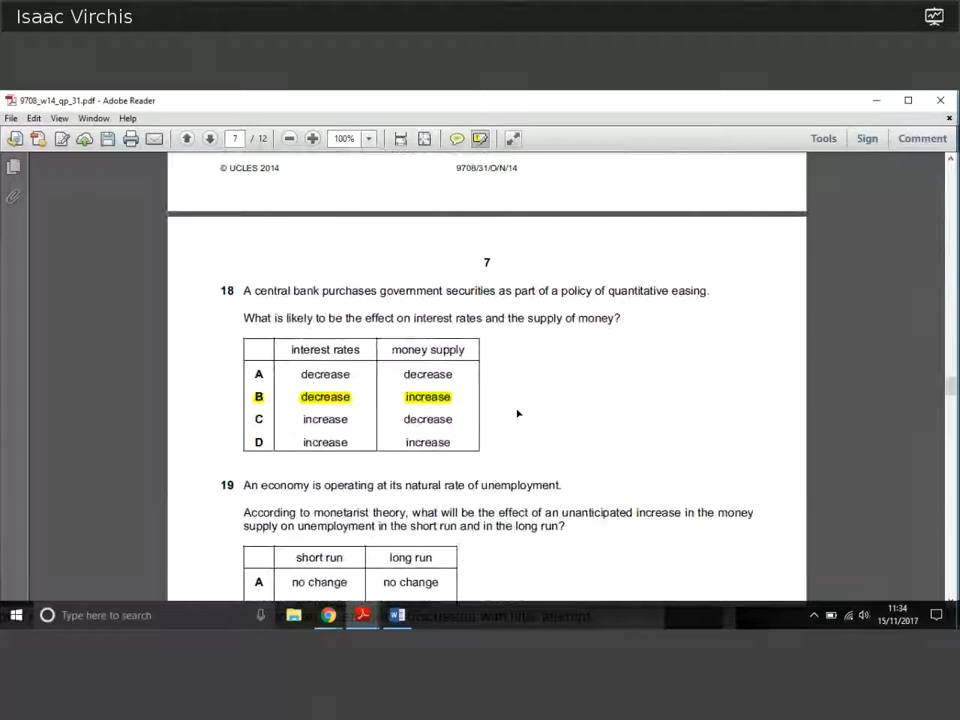 Isaac Virchis
9708_w14_qp_31.pdf - Adobe Reader
File Edit View Window Help
7 / 12 100% Tools Sign Comment
© UCLES 2014 9708/31/O/N/14
7
18 A central bank purchases government securities as part of a policy of quantitative easing.
What is likely to be the effect on interest rates and the supply of money?
interest rates money supply
A decrease decrease
B decrease increase
C increase decrease
D increase increase
19 An economy is operating at its natural rate of unemployment.
According to monetarist theory, what will be the effect of an unanticipated increase in the money
supply on unemployment in the short run and in the long run?
short run long run
A no change no change
Type here to search
11:34
15/11/2017